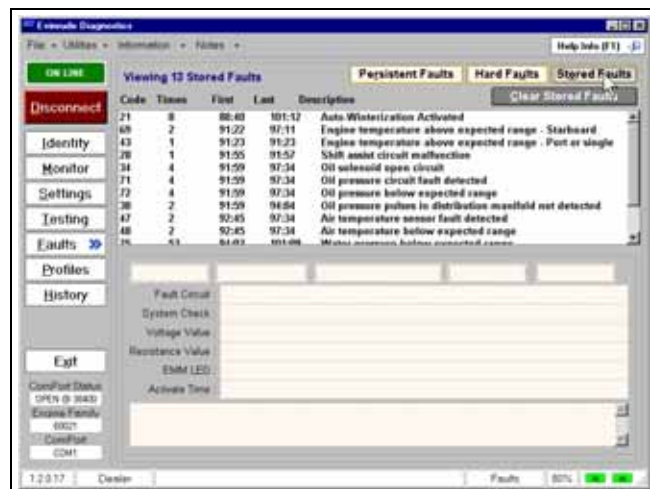 Evinrude Diagnostics
File Utilities Information Notes Help Info (F1)
ON LINE
Viewing 13 Stored Faults Persistent Faults Hard Faults Stored Faults
Disconnect
Clear Stored Faults
Code Times First Last Description
21 8 88:40 101:12 Auto-Winterization Activated
69 2 91:22 97:11 Engine temperature above expected range - Starboard
43 1 91:23 91:23 Engine temperature above expected range - Port or single
28 1 91:55 91:57 Shift assist circuit malfunction
34 4 91:59 97:34 Oil solenoid open circuit
71 4 91:59 97:34 Oil pressure circuit fault detected
72 4 91:59 97:34 Oil pressure below expected range
38 2 91:59 94:04 Oil pressure pulses in distribution manifold not detected
47 2 92:45 97:34 Air temperature sensor fault detected
48 2 92:45 97:34 Air temperature below expected range
25 53 Water pressure below expected range
Identity
Monitor
Settings
Testing
Faults
Profiles
History
Exit
Fault Circuit
System Check
Voltage Value
Resistance Value
EMM LED
Activate Time
ComPort Status
OPEN @ 38400
Engine Family
60021
ComPort
COM1
1.2.0.17 Dealer Faults 80%